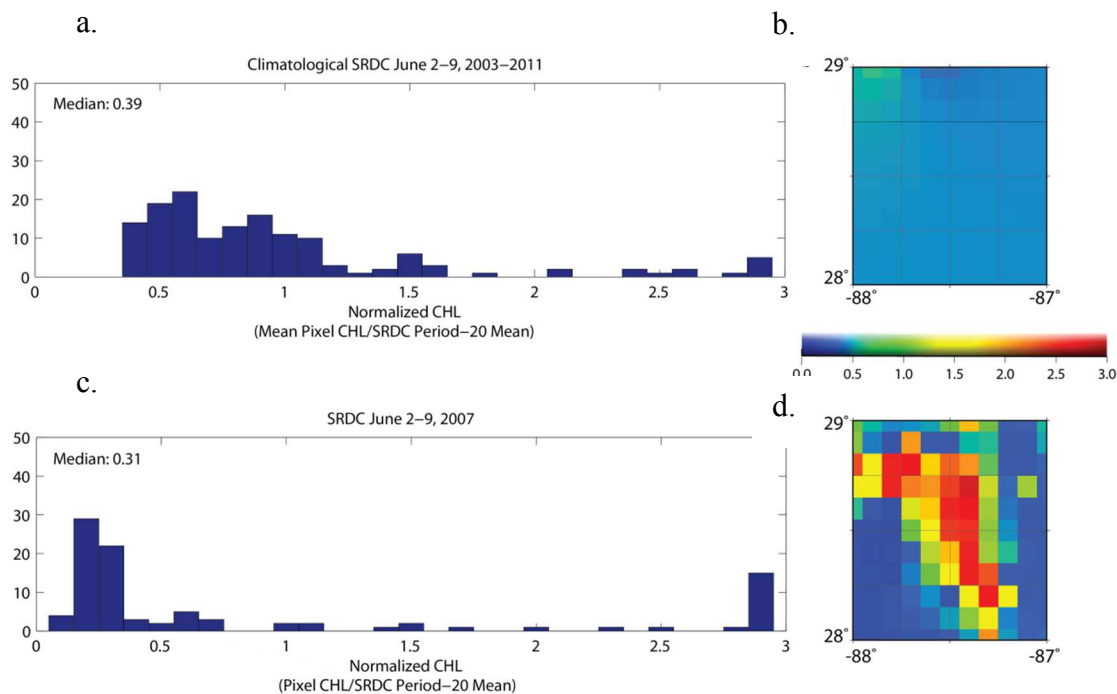 a.
Climatological SRDC June 2–9, 2003–2011
Median: 0.39
50
40
30
20
10
0
0 0.5 1 1.5 2 2.5 3
Normalized CHL
(Mean Pixel CHL/SRDC Period–20 Mean)
b.
29˚
28˚
-88˚ -87˚
0.0 0.5 1.0 1.5 2.0 2.5 3.0
c.
SRDC June 2–9, 2007
Median: 0.31
50
40
30
20
10
0
0 0.5 1 1.5 2 2.5 3
Normalized CHL
(Pixel CHL/SRDC Period–20 Mean)
d.
29˚
28˚
-88˚ -87˚